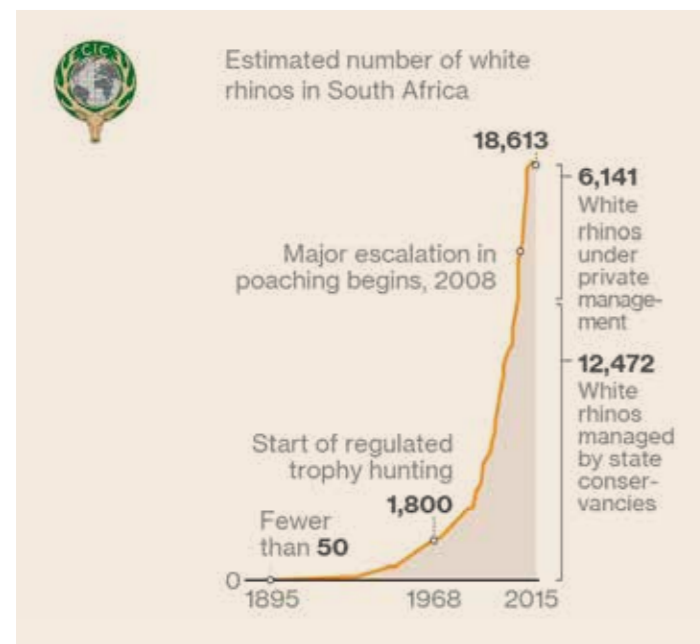 CIC
Estimated number of white
rhinos in South Africa
18,613
6,141
White
rhinos
under
private
manage-
ment
Major escalation in
poaching begins, 2008
12,472
White
rhinos
managed
by state
conser-
vancies
Start of regulated
trophy hunting
1,800
Fewer
than 50
0
1895
1968
2015